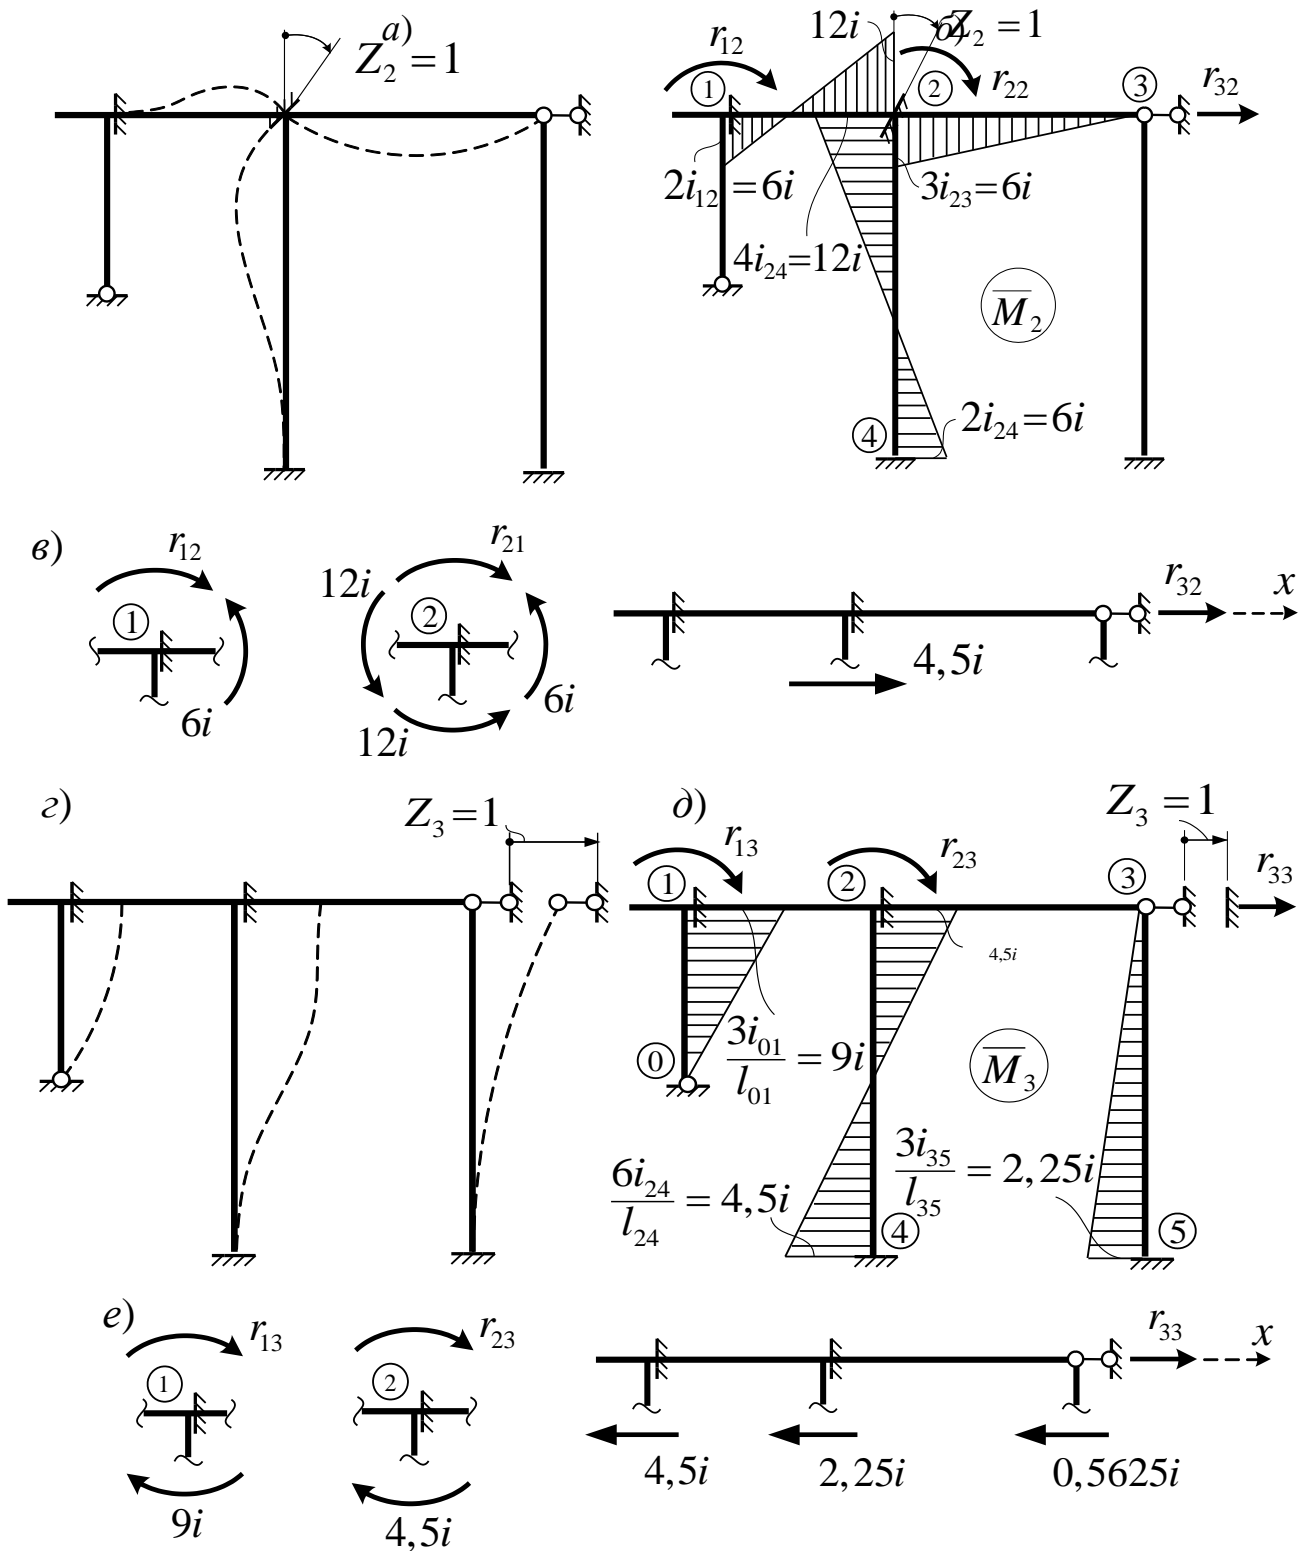 а)
Z₂ = 1
12i
б)
Z₂ = 1
r₁₂
1
2
r₂₂
3
r₃₂
2i₁₂ = 6i
3i₂₃=6i
4i₂₄=12i
M̅₂
4
2i₂₄=6i
в)
r₁₂
1
6i
r₂₁
12i
2
6i
12i
r₃₂
x
4,5i
г)
Z₃ = 1
д)
Z₃ = 1
r₁₃
r₂₃
r₃₃
1
2
3
4,5i
0
3i₀₁/l₀₁ = 9i
M̅₃
6i₂₄/l₂₄ = 4,5i
3i₃₅/l₃₅ = 2,25i
4
5
е)
r₁₃
1
9i
r₂₃
2
4,5i
r₃₃
x
4,5i
2,25i
0,5625i